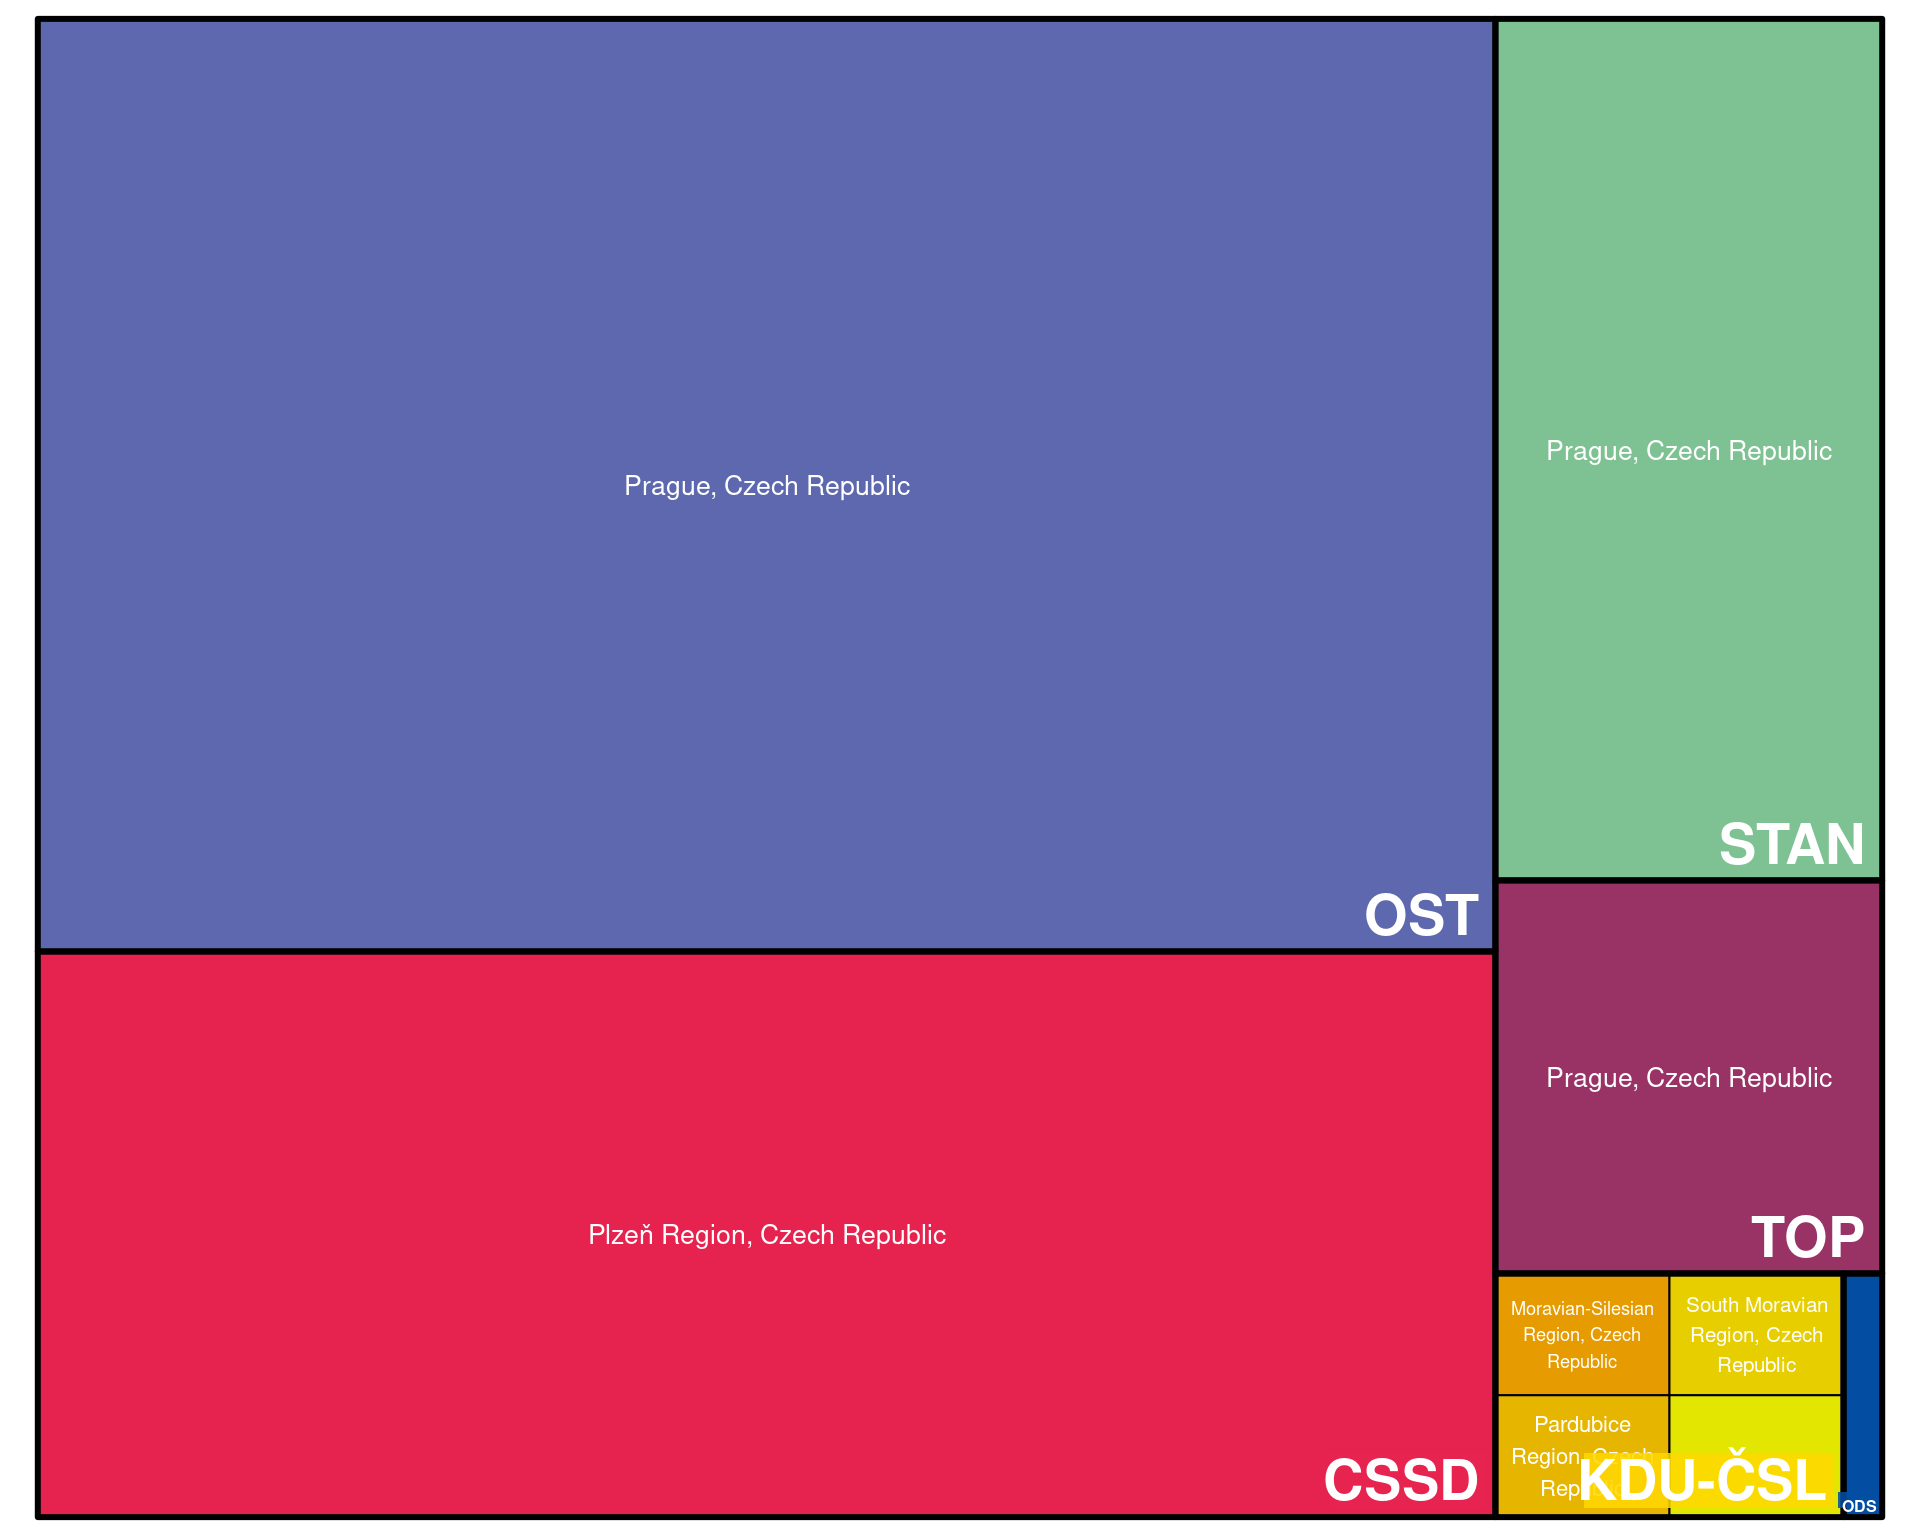 Prague, Czech Republic
OST
Prague, Czech Republic
STAN
Plzeň Region, Czech Republic
CSSD
Prague, Czech Republic
TOP
Moravian-Silesian
Region, Czech
Republic
South Moravian
Region, Czech
Republic
Pardubice
Region, Czech
KDU-ČSL
ODS